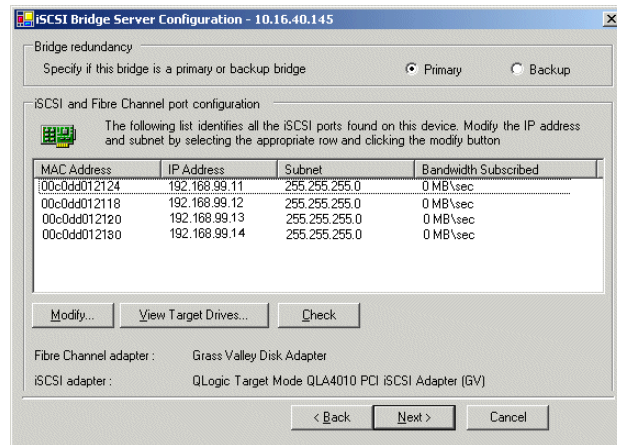 iSCSI Bridge Server Configuration - 10.16.40.145
Bridge redundancy
Specify if this bridge is a primary or backup bridge
Primary
Backup
iSCSI and Fibre Channel port configuration
The following list identifies all the iSCSI ports found on this device. Modify the IP address
and subnet by selecting the appropriate row and clicking the modify button
MAC Address IP Address Subnet Bandwidth Subscribed
00c0dd012124 192.168.99.11 255.255.255.0 0 MB\sec
00c0dd012118 192.168.99.12 255.255.255.0 0 MB\sec
00c0dd012120 192.168.99.13 255.255.255.0 0 MB\sec
00c0dd012130 192.168.99.14 255.255.255.0 0 MB\sec
Modify... View Target Drives... Check
Fibre Channel adapter : Grass Valley Disk Adapter
iSCSI adapter : QLogic Target Mode QLA4010 PCI iSCSI Adapter (GV)
< Back Next > Cancel